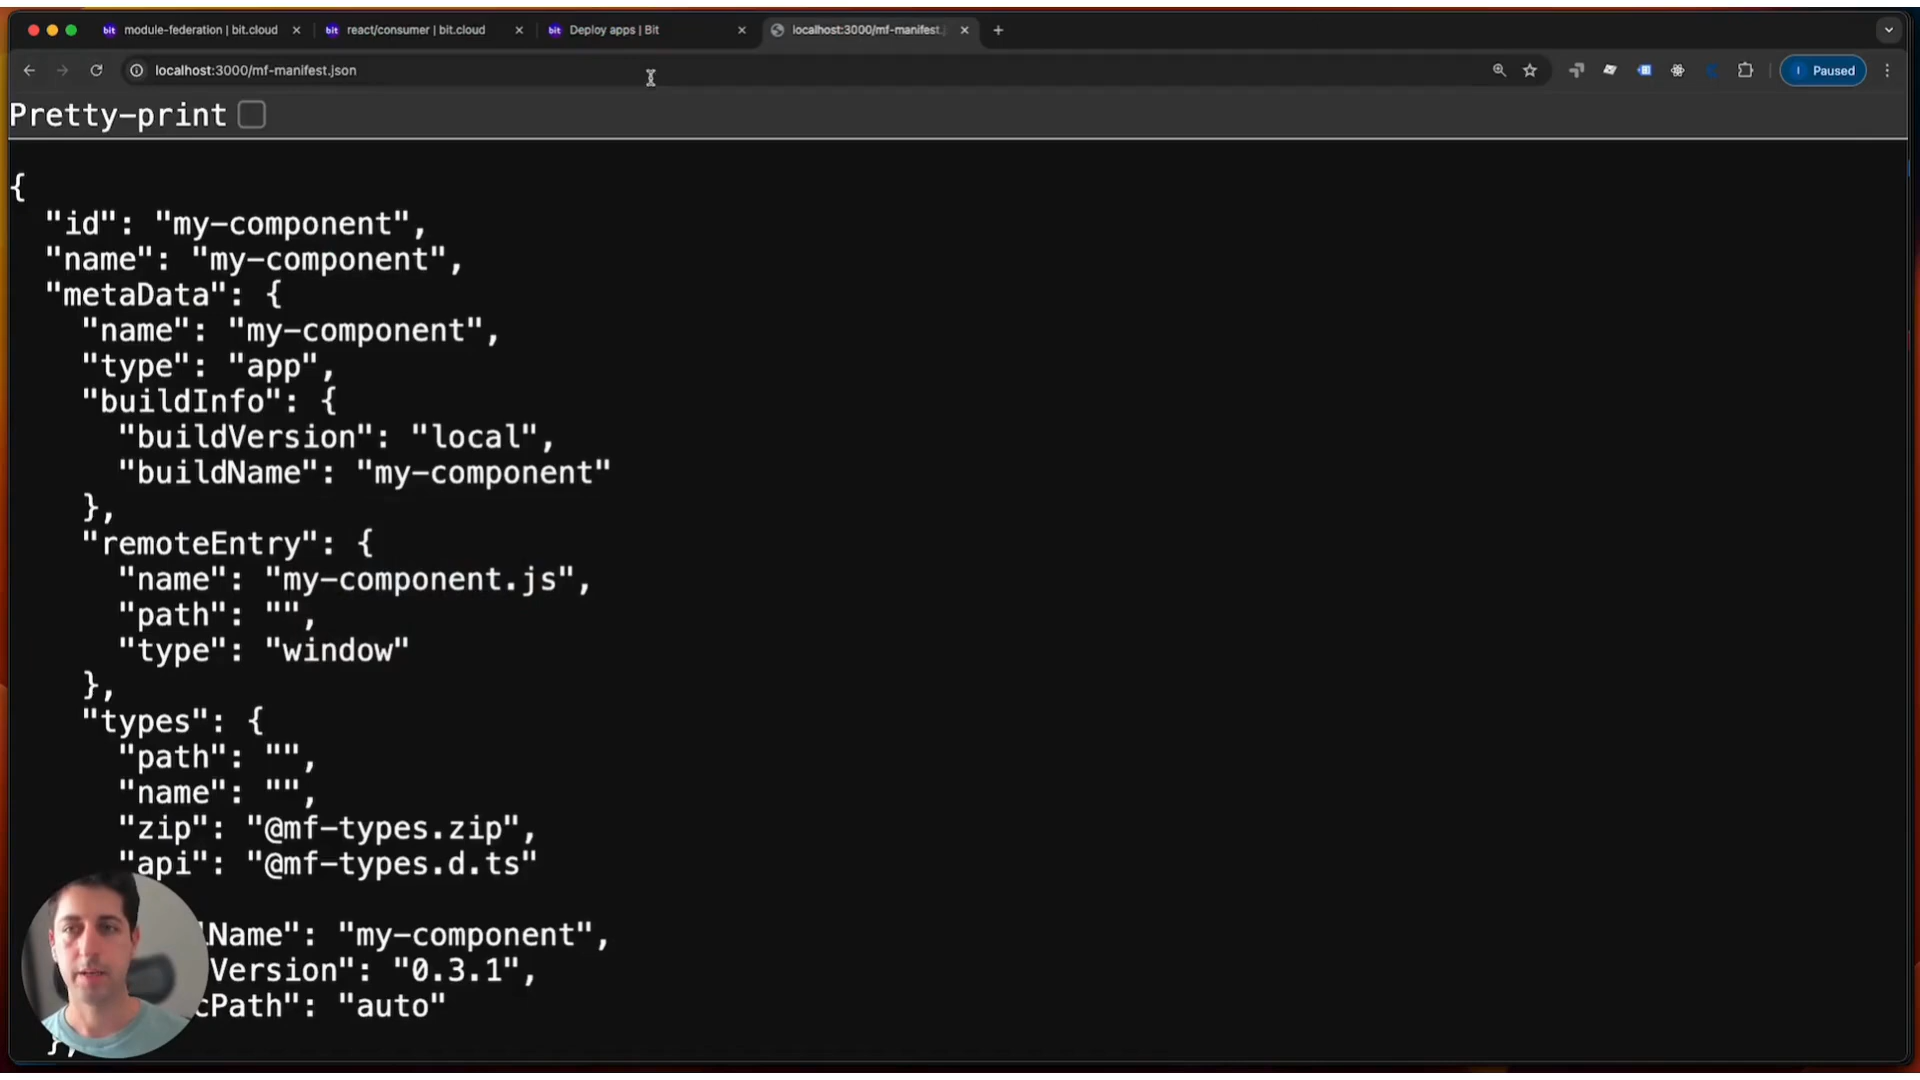 module-federation | bit.cloud
react/consumer | bit.cloud
Deploy apps | Bit
localhost:3000/mf-manifest.
localhost:3000/mf-manifest.json
Paused
Pretty-print
{
"id": "my-component",
"name": "my-component",
"metaData": {
"name": "my-component",
"type": "app",
"buildInfo": {
"buildVersion": "local",
"buildName": "my-component"
},
"remoteEntry": {
"name": "my-component.js",
"path": "",
"type": "window"
},
"types": {
"path": "",
"name": "",
"zip": "@mf-types.zip",
"api": "@mf-types.d.ts"
lName": "my-component",
Version": "0.3.1",
cPath": "auto"
},